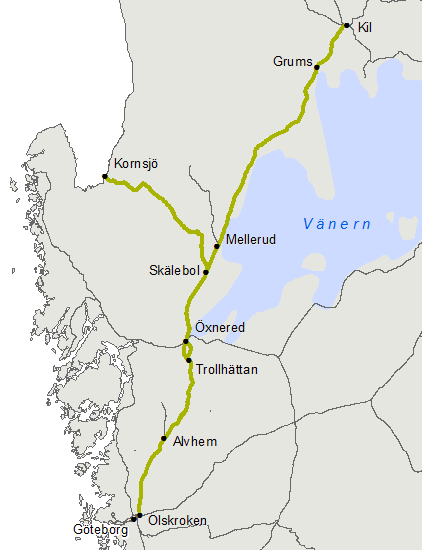 Kil
Grums
Kornsjö
Vänern
Mellerud
Skälebol
Öxnered
Trollhättan
Alvhem
Olskroken
Göteborg